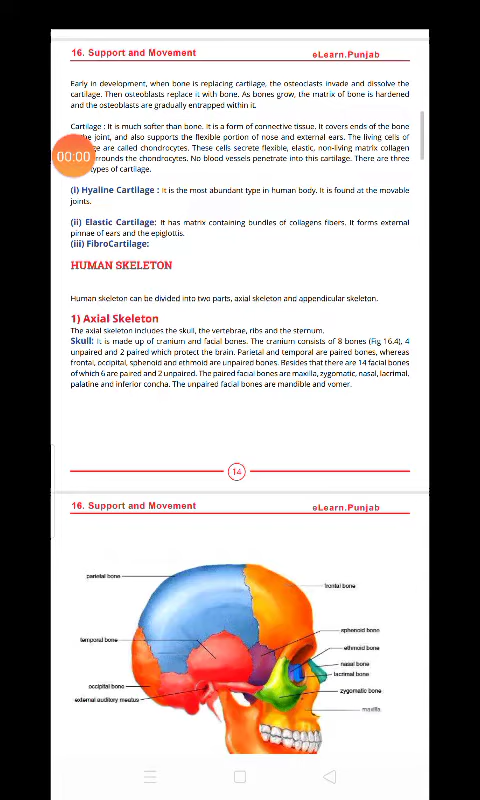 16. Support and Movement
eLearn.Punjab
Early in development, when bone is replacing cartilage, the osteoclasts invade and dissolve the
cartilage. Then osteoblasts replace it with bone. As bones grow, the matrix of bone is hardened
and the osteoblasts are gradually entrapped within it.
Cartilage : It is much softer than bone. It is a form of connective tissue. It covers ends of the bone
the joint, and also supports the flexible portion of nose and external ears. The living cells of
are called chondrocytes. These cells secrete flexible, elastic, non-living matrix collagen
surrounds the chondrocytes. No blood vessels penetrate into this cartilage. There are three
types of cartilage.
00:00
(i) Hyaline Cartilage : It is the most abundant type in human body. It is found at the movable
joints.
(ii) Elastic Cartilage: It has matrix containing bundles of collagens fibers. It forms external
pinnae of ears and the epiglottis.
(iii) FibroCartilage:
HUMAN SKELETON
Human skeleton can be divided into two parts, axial skeleton and appendicular skeleton.
1) Axial Skeleton
The axial skeleton includes the skull, the vertebrae, ribs and the sternum.
Skull: It is made up of cranium and facial bones. The cranium consists of 8 bones (Fig 16.4), 4
unpaired and 2 paired which protect the brain. Parietal and temporal are paired bones, whereas
frontal, occipital, sphenoid and ethmoid are unpaired bones. Besides that there are 14 facial bones
of which 6 are paired and 2 unpaired. The paired facial bones are maxilla, zygomatic, nasal, lacrimal,
palatine and inferior concha. The unpaired facial bones are mandible and vomer.
14
16. Support and Movement
eLearn.Punjab
parietal bone
frontal bone
temporal bone
sphenoid bone
ethmoid bone
nasal bone
lacrimal bone
occipital bone
zygomatic bone
external auditory meatus
maxilla